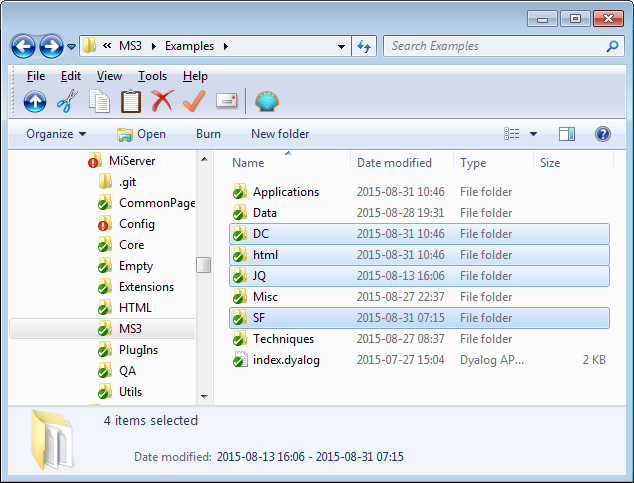 « MS3 Examples Search Examples
File Edit View Tools Help
Organize Open Burn New folder
MiServer
.git
CommonPage
Config
Core
Empty
Extensions
HTML
MS3
PlugIns
QA
Utils
Name Date modified Type Size
Applications 2015-08-31 10:46 File folder
Data 2015-08-28 19:31 File folder
DC 2015-08-31 10:46 File folder
html 2015-08-31 10:46 File folder
JQ 2015-08-13 16:06 File folder
Misc 2015-08-27 22:37 File folder
SF 2015-08-31 07:15 File folder
Techniques 2015-08-27 08:37 File folder
index.dyalog 2015-07-27 15:04 Dyalog AP... 2 KB
4 items selected
Date modified: 2015-08-13 16:06 - 2015-08-31 07:15